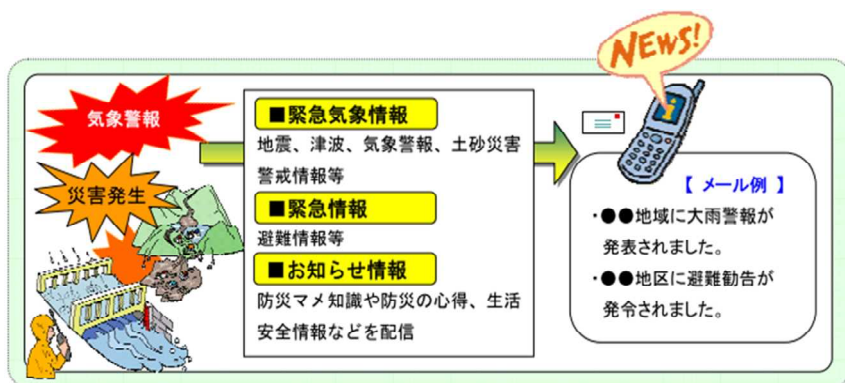 NEWS!
気象警報
災害発生
■緊急気象情報
地震、津波、気象警報、土砂災害
警戒情報等
■緊急情報
避難情報等
■お知らせ情報
防災マメ知識や防災の心得、生活
安全情報などを配信
【 メール例 】
・●●地域に大雨警報が
発表されました。
・●●地区に避難勧告が
発令されました。